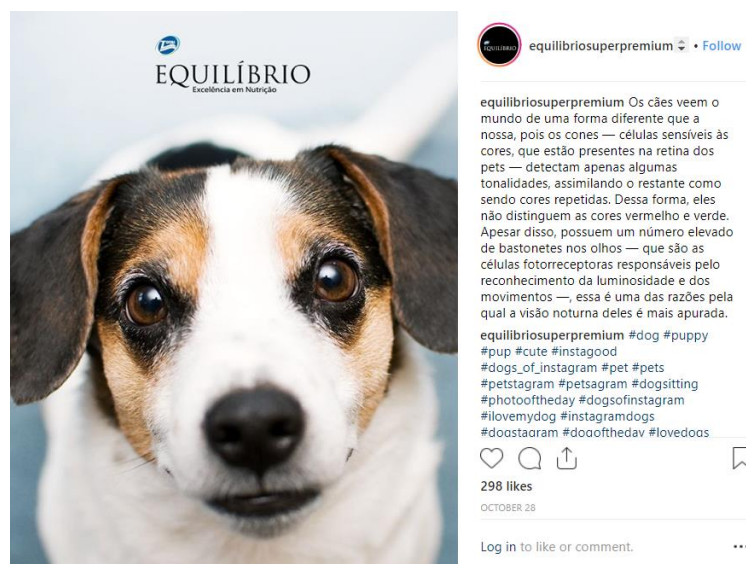 EQUILÍBRIO
Excelência em Nutrição
EQUILÍBRIO
equilibriosuperpremium • Follow
equilibriosuperpremium Os cães veem o
mundo de uma forma diferente que a
nossa, pois os cones — células sensíveis às
cores, que estão presentes na retina dos
pets — detectam apenas algumas
tonalidades, assimilando o restante como
sendo cores repetidas. Dessa forma, eles
não distinguem as cores vermelho e verde.
Apesar disso, possuem um número elevado
de bastonetes nos olhos — que são as
células fotorreceptoras responsáveis pelo
reconhecimento da luminosidade e dos
movimentos —, essa é uma das razões pela
qual a visão noturna deles é mais apurada.
equilibriosuperpremium #dog #puppy
#pup #cute #instagood
#dogs_of_instagram #pet #pets
#petstagram #petsagram #dogsitting
#photooftheday #dogsofinstagram
#ilovemydog #instagramdogs
#dogstagram #dogoftheday #lovedogs
298 likes
OCTOBER 28
Log in to like or comment.